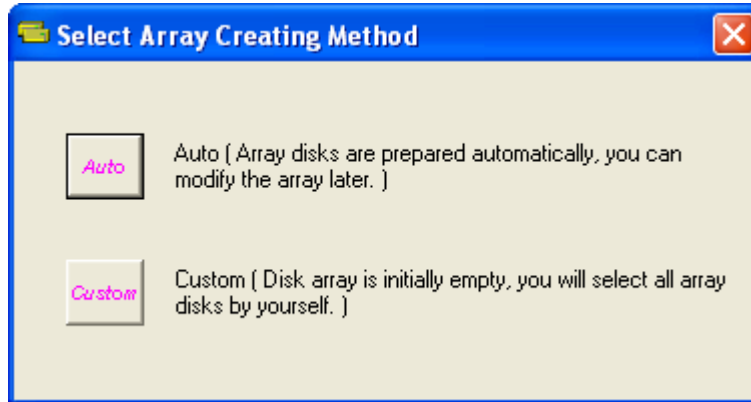 Select Array Creating Method
Auto
Auto ( Array disks are prepared automatically, you can
modify the array later. )
Custom
Custom ( Disk array is initially empty, you will select all array
disks by yourself. )